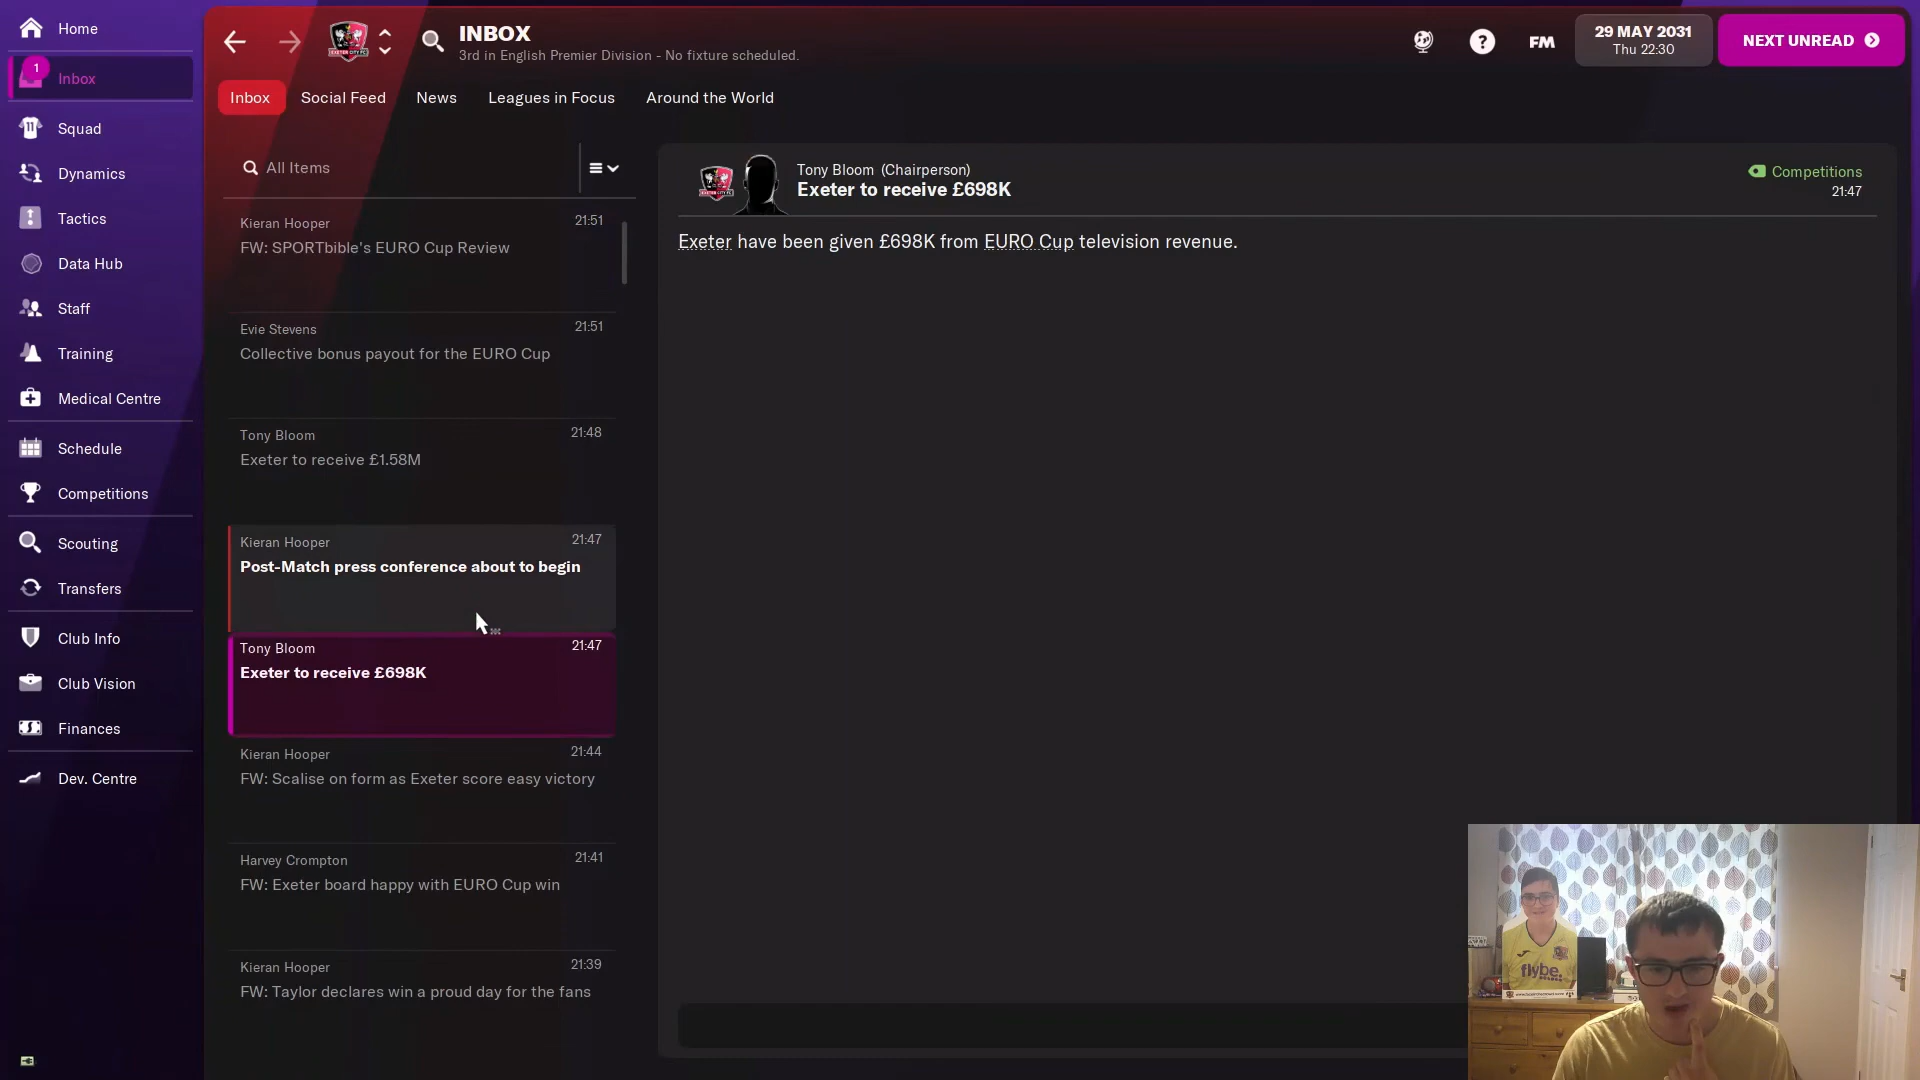 Home
1
Inbox
Squad
Dynamics
Tactics
Data Hub
Staff
Training
Medical Centre
Schedule
Competitions
Scouting
Transfers
Club Info
Club Vision
Finances
Dev. Centre
INBOX
3rd in English Premier Division - No fixture scheduled.
?
FM
29 MAY 2031
Thu 22:30
NEXT UNREAD
Inbox
Social Feed
News
Leagues in Focus
Around the World
All Items
Kieran Hooper
21:51
FW: SPORTbible's EURO Cup Review
Evie Stevens
21:51
Collective bonus payout for the EURO Cup
Tony Bloom
21:48
Exeter to receive £1.58M
Kieran Hooper
21:47
Post-Match press conference about to begin
Tony Bloom
21:47
Exeter to receive £698K
Kieran Hooper
21:44
FW: Scalise on form as Exeter score easy victory
Harvey Crompton
21:41
FW: Exeter board happy with EURO Cup win
Kieran Hooper
21:39
FW: Taylor declares win a proud day for the fans
Tony Bloom (Chairperson)
Exeter to receive £698K
Competitions
21:47
Exeter have been given £698K from EURO Cup television revenue.
flybe.